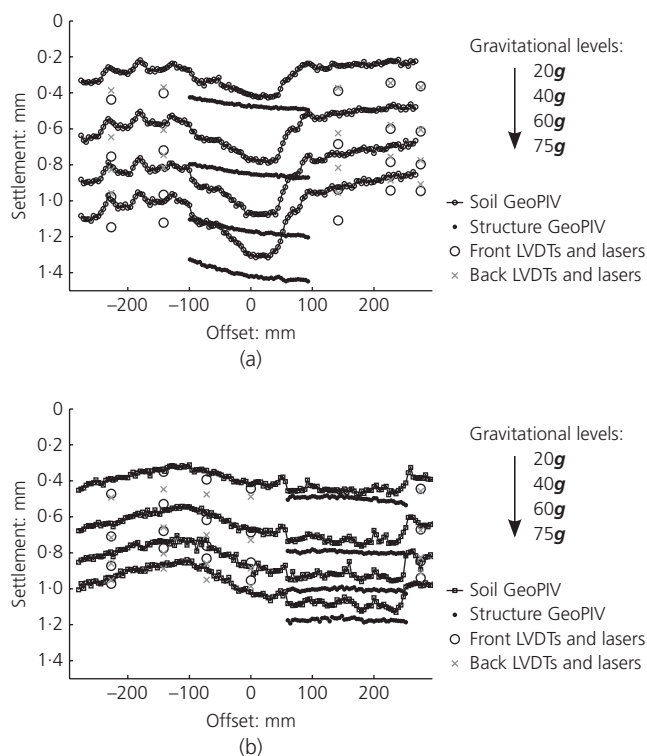 0
0·2
0·4
0·6
0·8
1·0
1·2
1·4
Settlement: mm
−200 −100 0 100 200
Offset: mm
(a)
Gravitational levels:
20g
40g
60g
75g
Soil GeoPIV
Structure GeoPIV
Front LVDTs and lasers
Back LVDTs and lasers
0
0·2
0·4
0·6
0·8
1·0
1·2
1·4
Settlement: mm
−200 −100 0 100 200
Offset: mm
(b)
Gravitational levels:
20g
40g
60g
75g
Soil GeoPIV
Structure GeoPIV
Front LVDTs and lasers
Back LVDTs and lasers